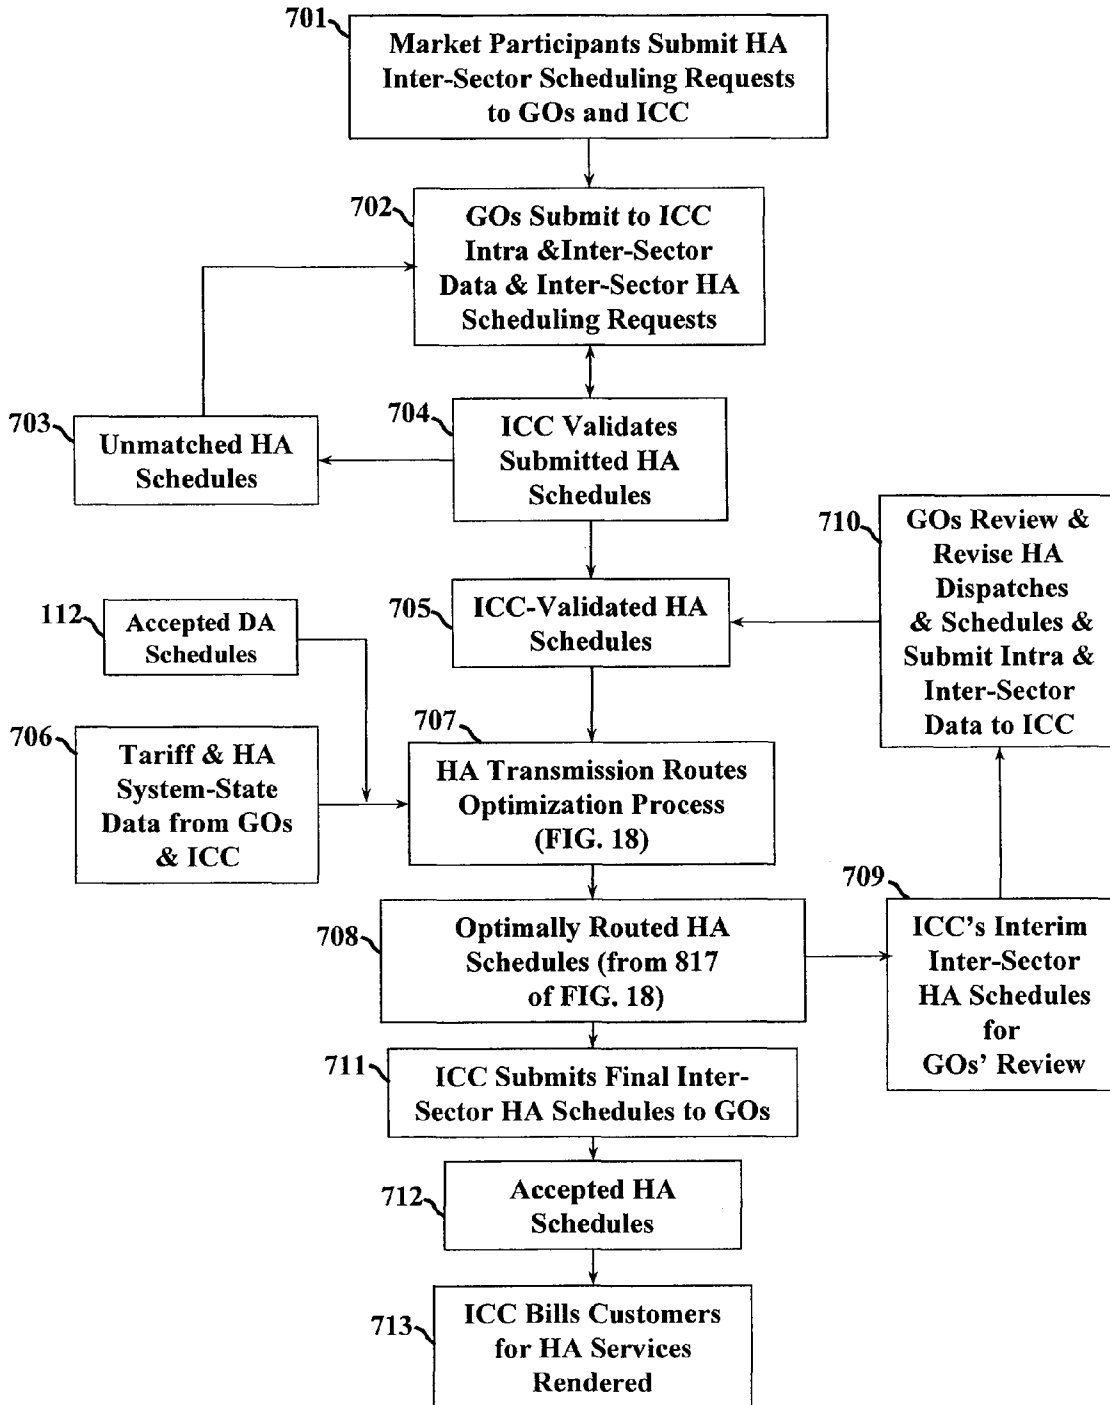 701
Market Participants Submit HA
Inter-Sector Scheduling Requests
to GOs and ICC
702
GOs Submit to ICC
Intra &Inter-Sector
Data & Inter-Sector HA
Scheduling Requests
703
Unmatched HA
Schedules
704
ICC Validates
Submitted HA
Schedules
710
GOs Review &
Revise HA
Dispatches
& Schedules &
Submit Intra &
Inter-Sector
Data to ICC
112
Accepted DA
Schedules
705
ICC-Validated HA
Schedules
706
Tariff & HA
System-State
Data from GOs
& ICC
707
HA Transmission Routes
Optimization Process
(FIG. 18)
708
Optimally Routed HA
Schedules (from 817
of FIG. 18)
709
ICC's Interim
Inter-Sector
HA Schedules
for
GOs' Review
711
ICC Submits Final Inter-
Sector HA Schedules to GOs
712
Accepted HA
Schedules
713
ICC Bills Customers
for HA Services
Rendered